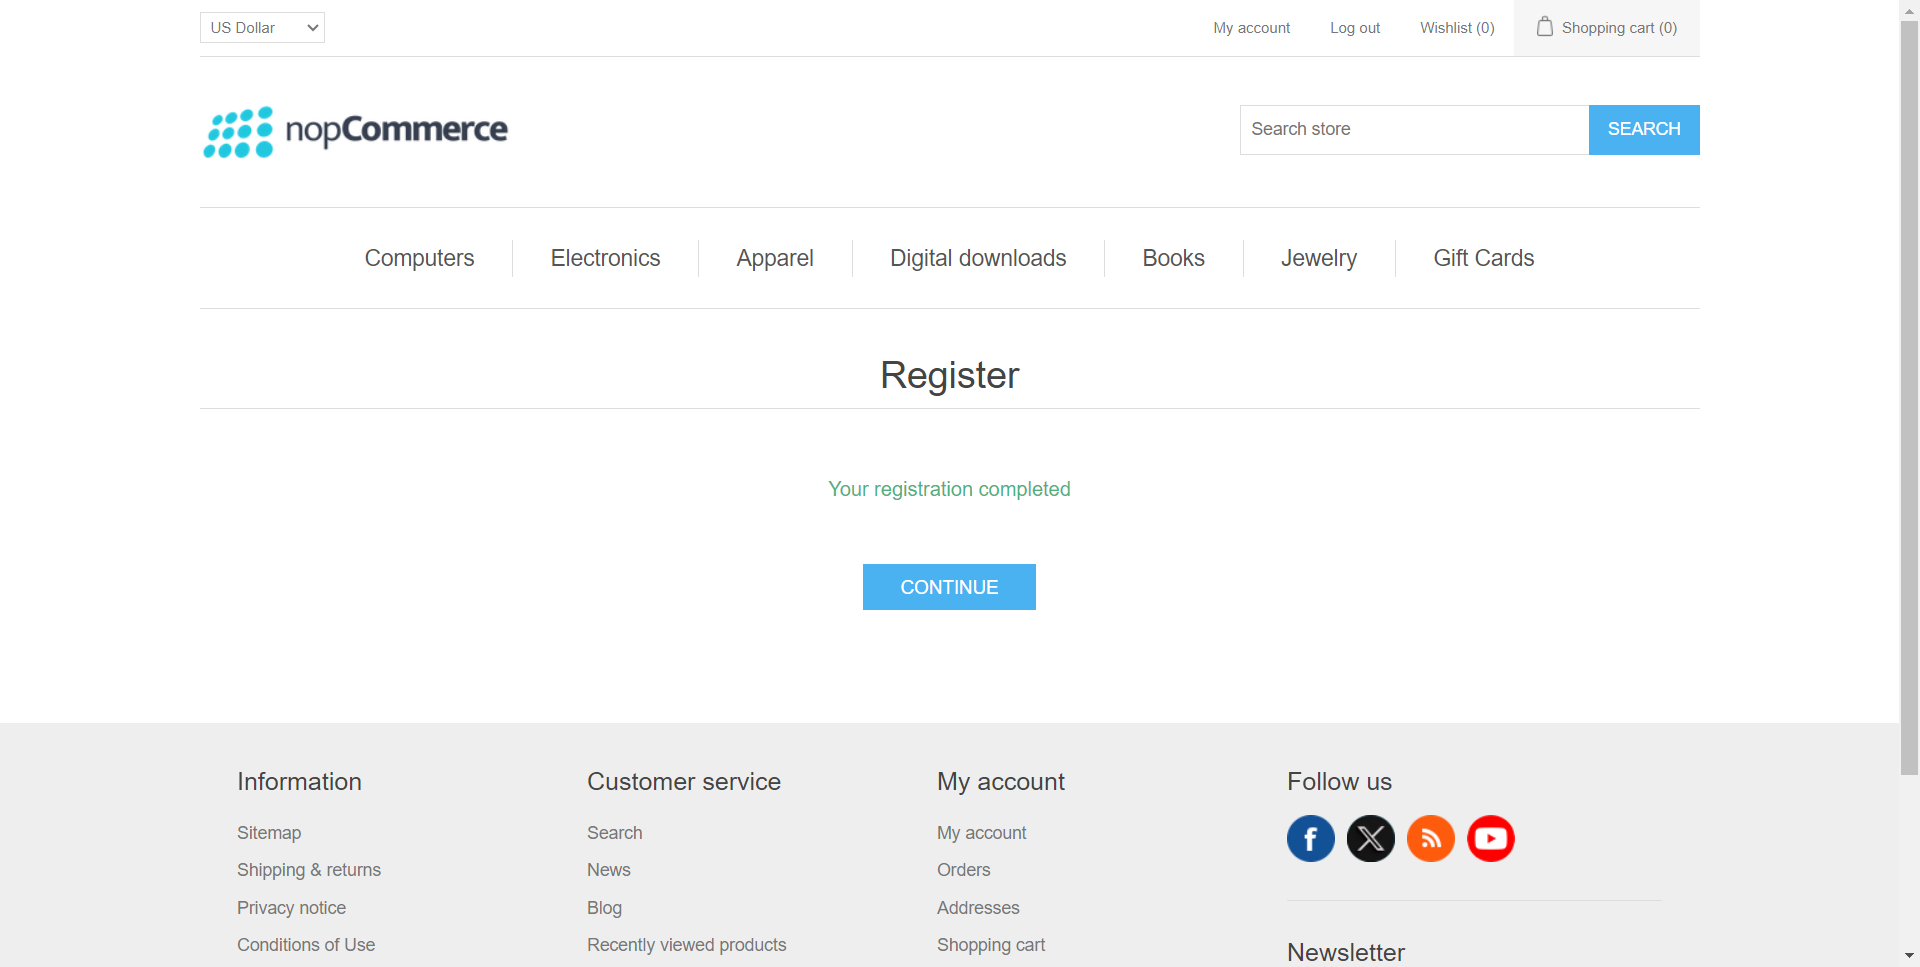 US Dollar
My account
Log out
Wishlist (0)
Shopping cart (0)
nopCommerce
Search store
SEARCH
Computers
Electronics
Apparel
Digital downloads
Books
Jewelry
Gift Cards
Register
Your registration completed
CONTINUE
Information
Sitemap
Shipping & returns
Privacy notice
Conditions of Use
Customer service
Search
News
Blog
Recently viewed products
My account
My account
Orders
Addresses
Shopping cart
Follow us
Newsletter